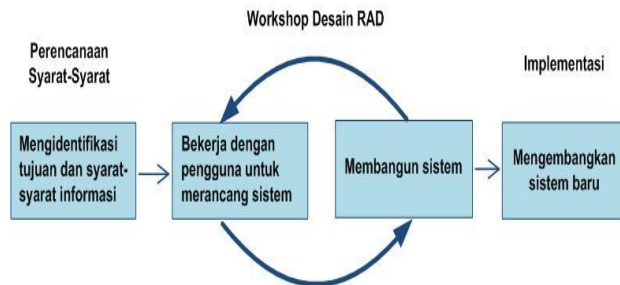 Workshop Desain RAD
Perencanaan
Syarat-Syarat
Implementasi
Mengidentifikasi
tujuan dan syarat-
syarat informasi
Bekerja dengan
pengguna untuk
merancang sistem
Membangun sistem
Mengembangkan
sistem baru